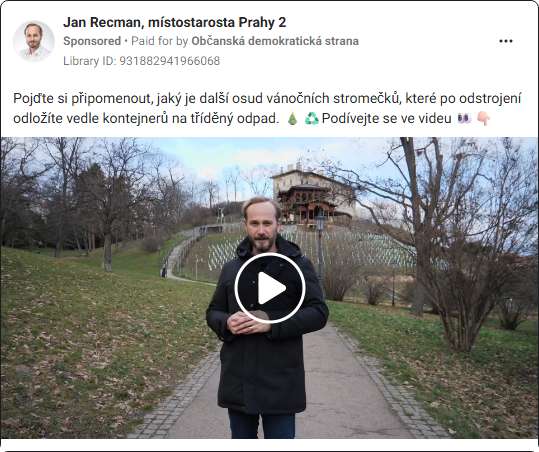 Jan Recman, místostarosta Prahy 2
Sponsored • Paid for by Občanská demokratická strana
Library ID: 931882941966068
Pojďte si připomenout, jaký je další osud vánočních stromečků, které po odstrojení
odložíte vedle kontejnerů na tříděný odpad. 🎄 ♻️ Podívejte se ve videu 👀 👇🏻